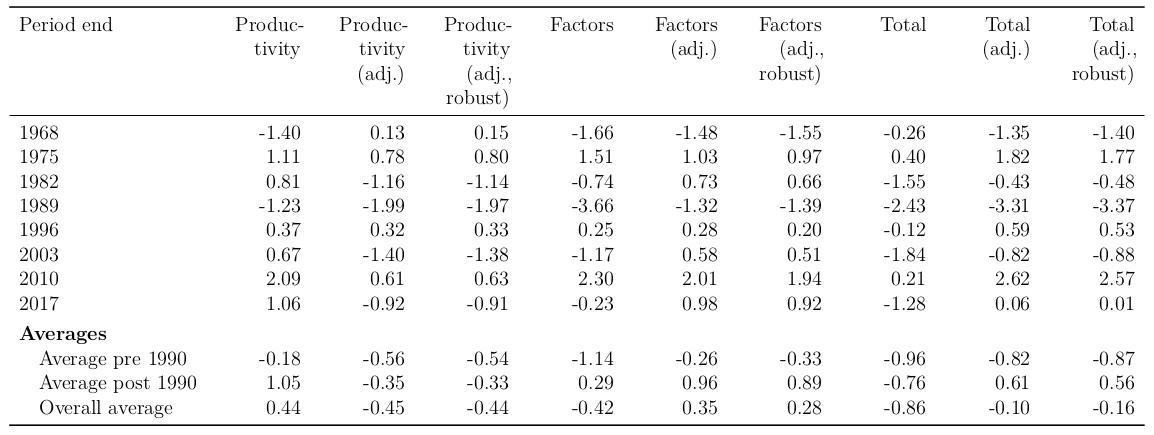 Period end Produc- Produc- Produc- Factors Factors Factors Total Total Total
tivity tivity tivity (adj.) (adj., (adj.) (adj.,
(adj.) (adj., robust) robust)
robust)
1968 -1.40 0.13 0.15 -1.66 -1.48 -1.55 -0.26 -1.35 -1.40
1975 1.11 0.78 0.80 1.51 1.03 0.97 0.40 1.82 1.77
1982 0.81 -1.16 -1.14 -0.74 0.73 0.66 -1.55 -0.43 -0.48
1989 -1.23 -1.99 -1.97 -3.66 -1.32 -1.39 -2.43 -3.31 -3.37
1996 0.37 0.32 0.33 0.25 0.28 0.20 -0.12 0.59 0.53
2003 0.67 -1.40 -1.38 -1.17 0.58 0.51 -1.84 -0.82 -0.88
2010 2.09 0.61 0.63 2.30 2.01 1.94 0.21 2.62 2.57
2017 1.06 -0.92 -0.91 -0.23 0.98 0.92 -1.28 0.06 0.01
Averages
Average pre 1990 -0.18 -0.56 -0.54 -1.14 -0.26 -0.33 -0.96 -0.82 -0.87
Average post 1990 1.05 -0.35 -0.33 0.29 0.96 0.89 -0.76 0.61 0.56
Overall average 0.44 -0.45 -0.44 -0.42 0.35 0.28 -0.86 -0.10 -0.16